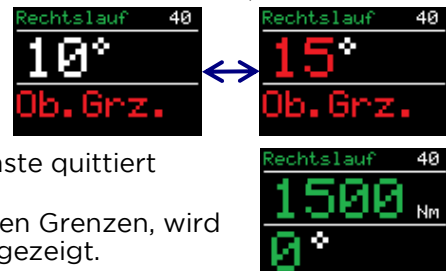 Rechtslauf 40
10°
Ob.Grz.
Rechtslauf 40
15°
Ob.Grz.
ste quittiert
en Grenzen, wird
gezeigt.
Rechtslauf 40
1500 Nm
0°